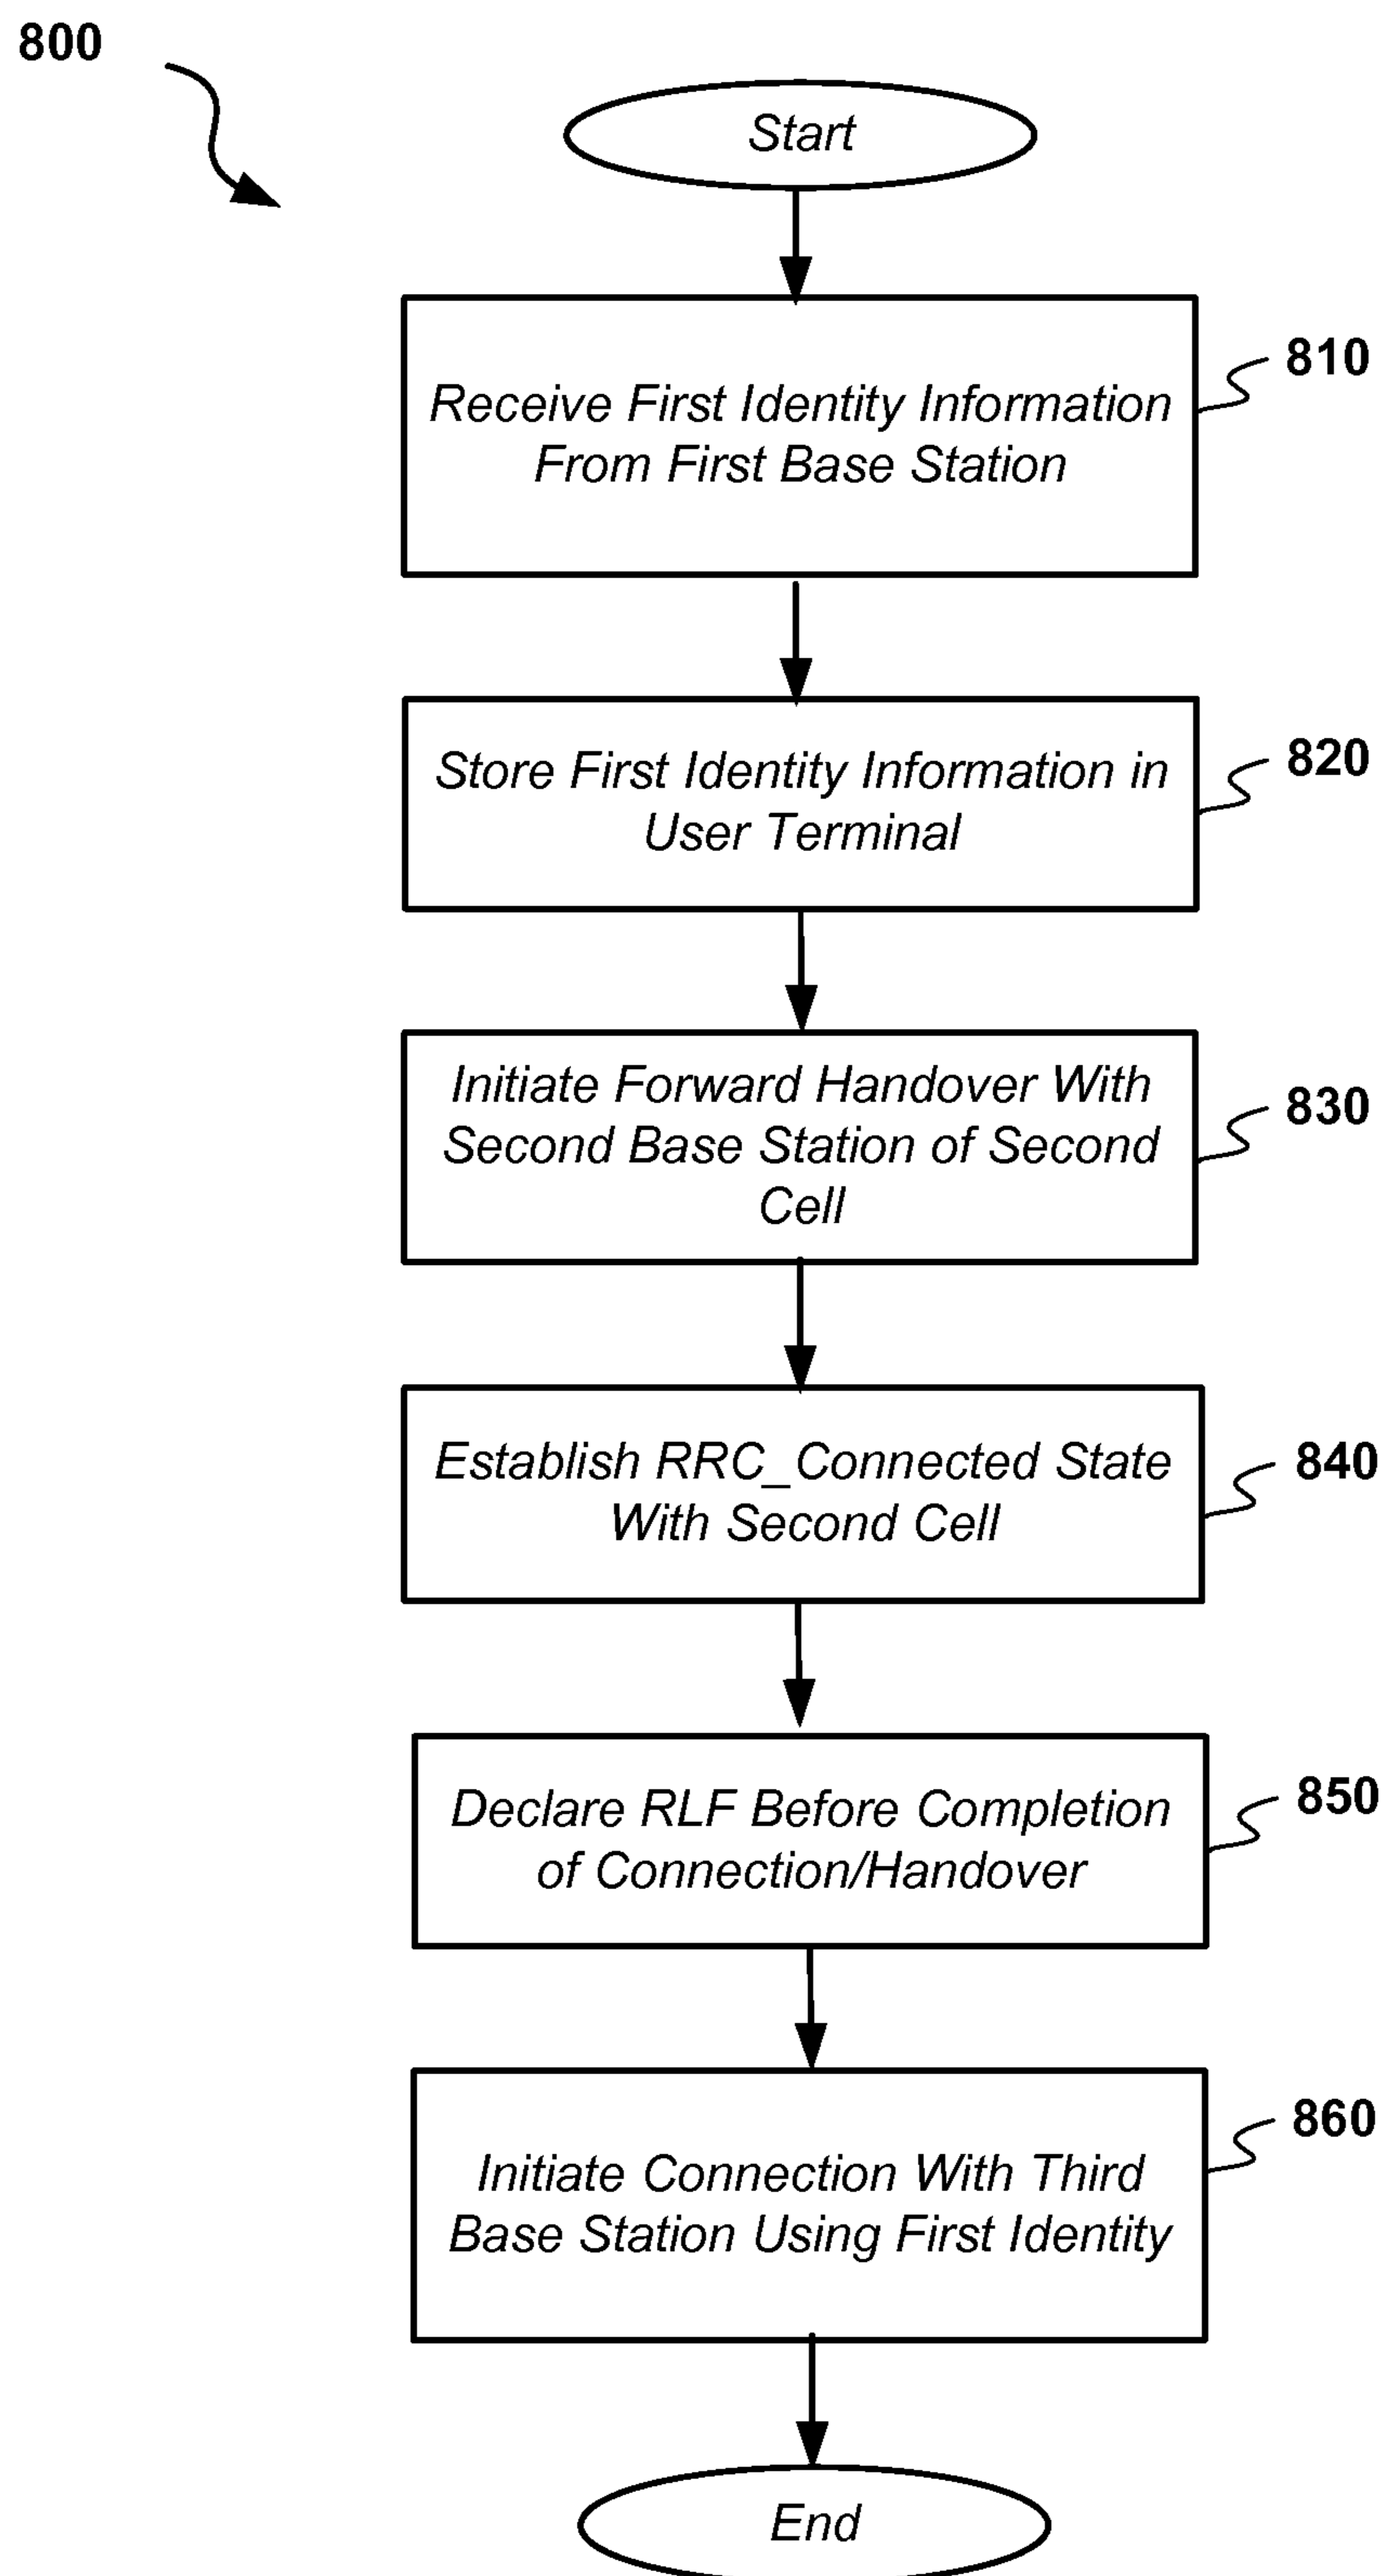 800
Start
Receive First Identity Information
From First Base Station
810
Store First Identity Information in
User Terminal
820
Initiate Forward Handover With
Second Base Station of Second
Cell
830
Establish RRC_Connected State
With Second Cell
840
Declare RLF Before Completion
of Connection/Handover
850
Initiate Connection With Third
Base Station Using First Identity
860
End